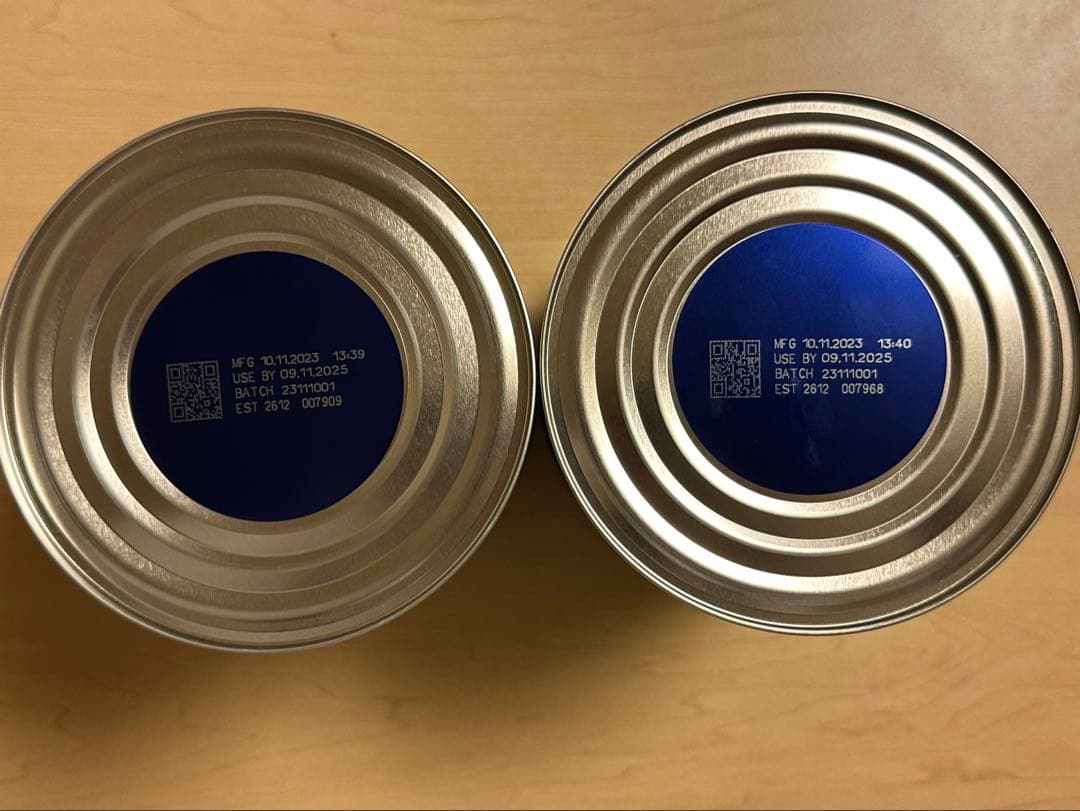 MFG 10.11.2023 13:39
USE BY 09.11.2025
BATCH 23111001
EST 2612 007909
MFG 10.11.2023 13:40
USE BY 09.11.2025
BATCH 23111001
EST 2612 007968